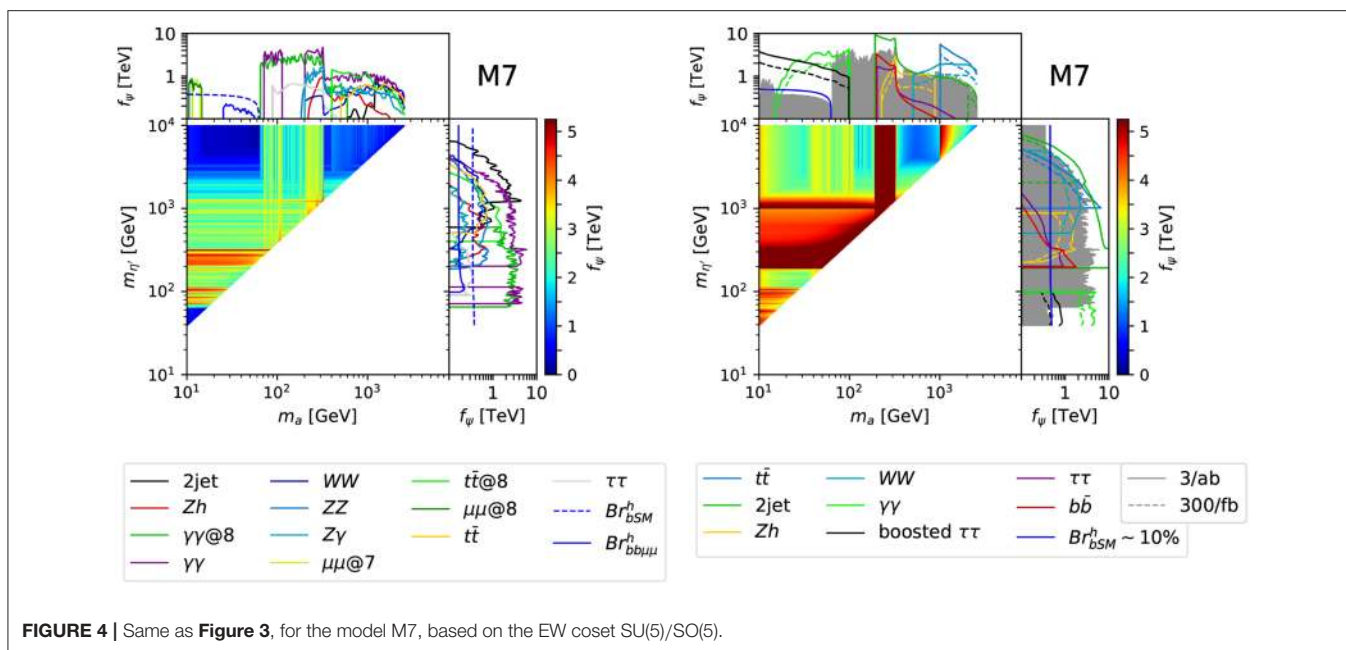 10
1
f_ψ [TeV]
M7
10^4
10^3
10^2
10^1
m_η′ [GeV]
10^1 10^2 10^3
m_a [GeV]
1 10
f_ψ [TeV]
5
4
3
2
1
0
f_ψ [TeV]
10
1
f_ψ [TeV]
M7
10^4
10^3
10^2
10^1
m_η′ [GeV]
10^1 10^2 10^3
m_a [GeV]
1 10
f_ψ [TeV]
5
4
3
2
1
0
f_ψ [TeV]
2jet WW tt̄@8 ττ
Zh ZZ μμ@8 Br^h_bSM
γγ@8 Zγ tt̄ Br^h_bbμμ
γγ μμ@7
tt̄ WW ττ 3/ab
2jet γγ bb̄ 300/fb
Zh boosted ττ Br^h_bSM ~ 10%
FIGURE 4 | Same as Figure 3, for the model M7, based on the EW coset SU(5)/SO(5).